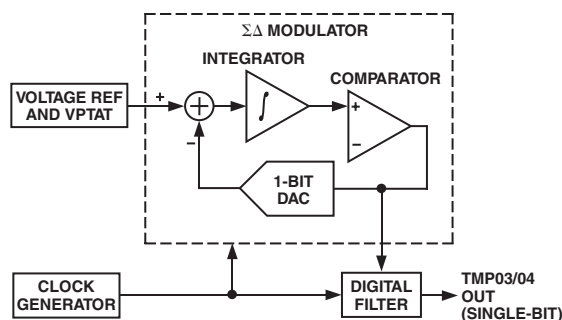 ΣΔ MODULATOR
INTEGRATOR
COMPARATOR
VOLTAGE REF
AND VPTAT
+
+
∫
+
−
−
1-BIT
DAC
CLOCK
GENERATOR
DIGITAL
FILTER
TMP03/04
OUT
(SINGLE-BIT)